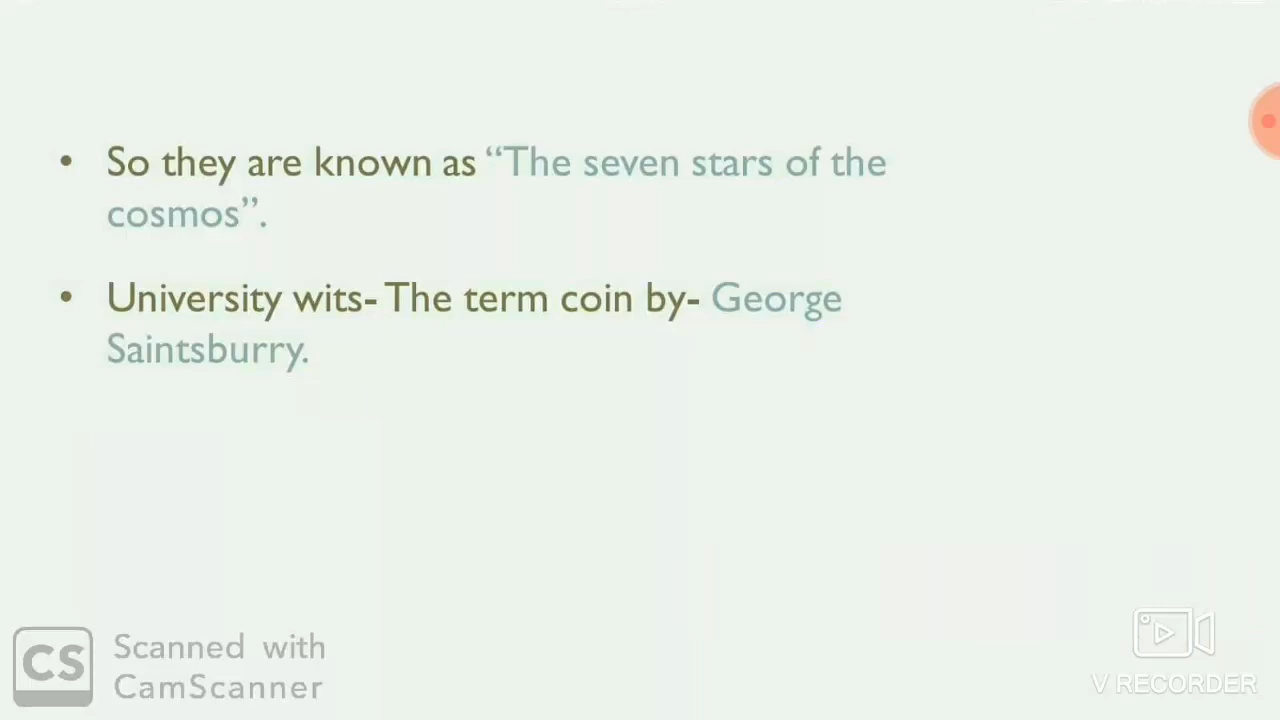 • So they are known as “The seven stars of the
cosmos”.
• University wits- The term coin by- George
Saintsburry.
CS Scanned with
CamScanner
V RECORDER